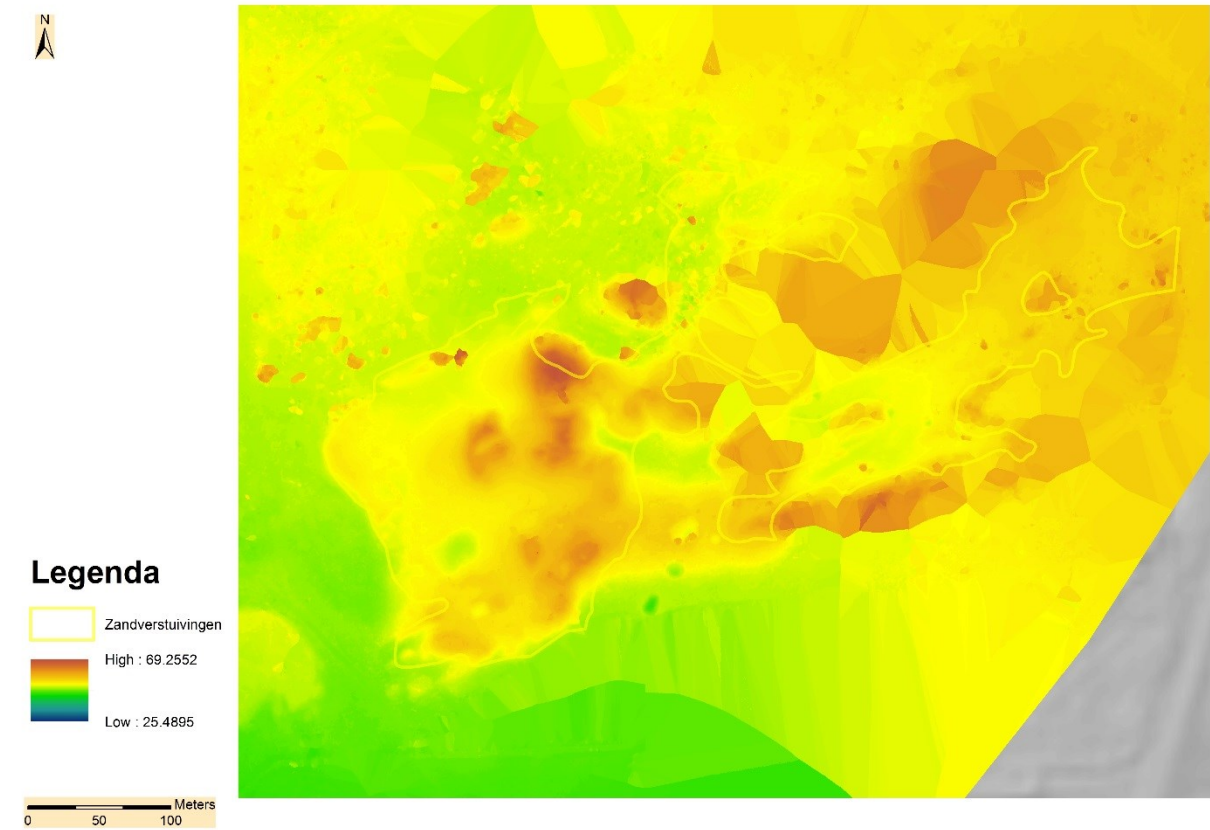 N
Legenda
Zandverstuivingen
High : 69.2552
Low : 25.4895
Meters
0 50 100